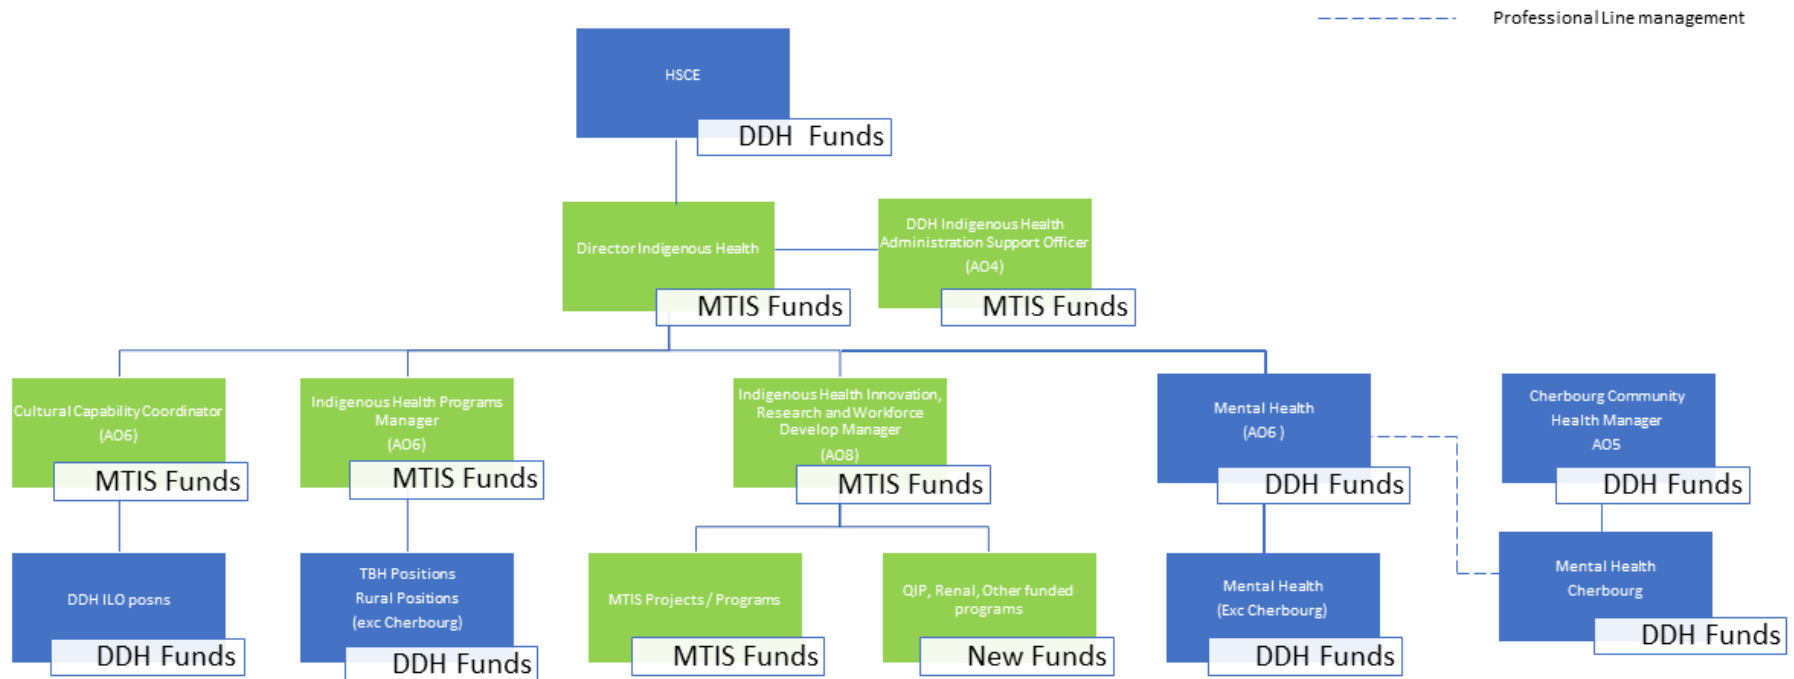 Professional Line management
HSCE
DDH Funds
Director Indigenous Health
MTIS Funds
DDH Indigenous Health
Administration Support Officer
(AO4)
MTIS Funds
Cultural Capability Coordinator
(AO6)
MTIS Funds
Indigenous Health Programs
Manager
(AO6)
MTIS Funds
Indigenous Health Innovation,
Research and Workforce
Develop Manager
(AO8)
MTIS Funds
Mental Health
(AO6 )
DDH Funds
Cherbourg Community
Health Manager
AO5
DDH Funds
DDH ILO posns
DDH Funds
TBH Positions
Rural Positions
(exc Cherbourg)
DDH Funds
MTIS Projects / Programs
MTIS Funds
QIP, Renal, Other funded
programs
New Funds
Mental Health
(Exc Cherbourg)
DDH Funds
Mental Health
Cherbourg
DDH Funds